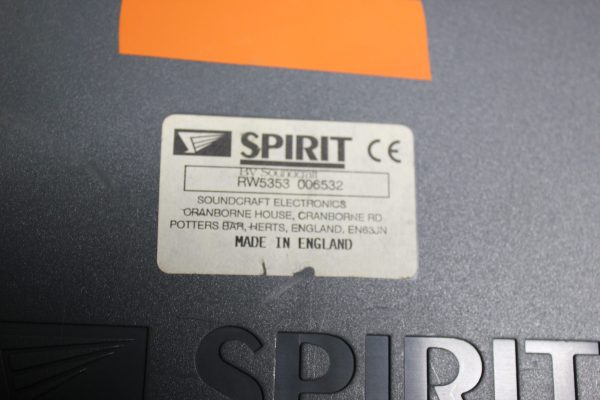 SPIRIT CE
By Soundcraft
RW5353 006532
SOUNDCRAFT ELECTRONICS
CRANBORNE HOUSE, CRANBORNE RD
POTTERS BAR, HERTS, ENGLAND, EN63JN
MADE IN ENGLAND
SPIRIT